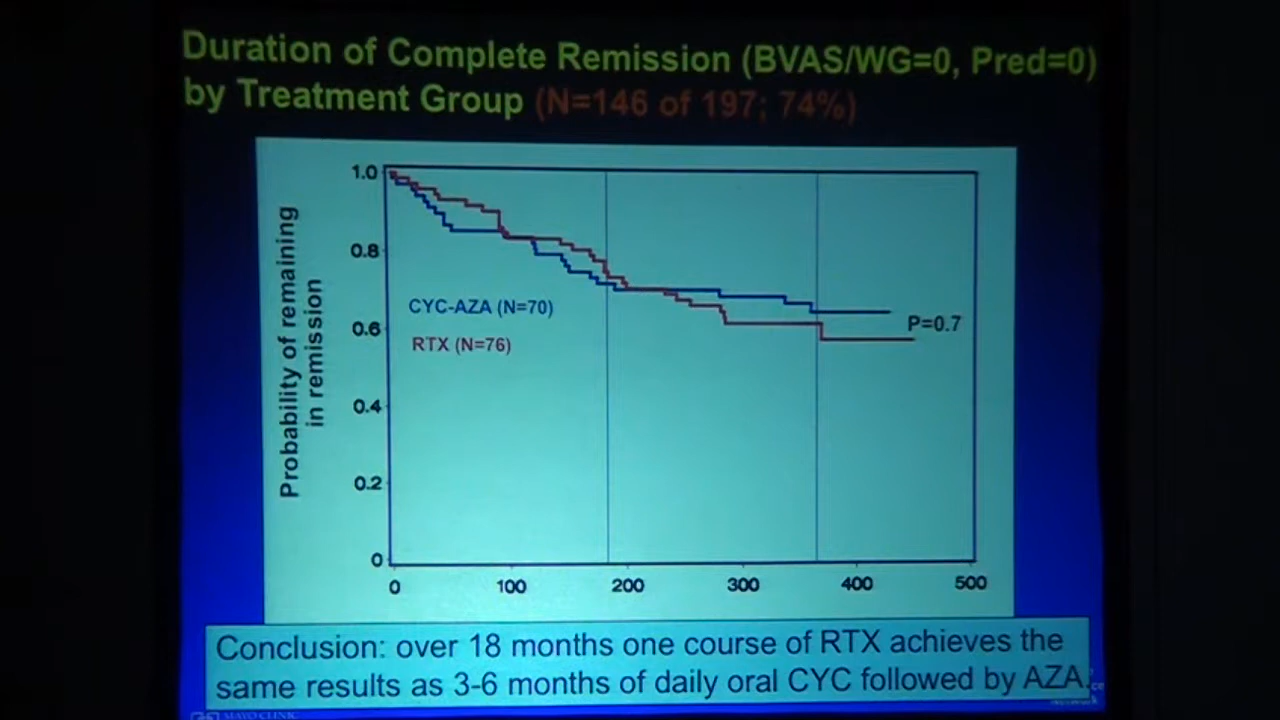 Duration of Complete Remission (BVAS/WG=0, Pred=0)
by Treatment Group (N=146 of 197; 74%)
Probability of remaining
in remission
1.0
0.8
0.6
0.4
0.2
0
CYC-AZA (N=70)
RTX (N=76)
P=0.7
0 100 200 300 400 500
Conclusion: over 18 months one course of RTX achieves the
same results as 3-6 months of daily oral CYC followed by AZA.
MAYO CLINIC